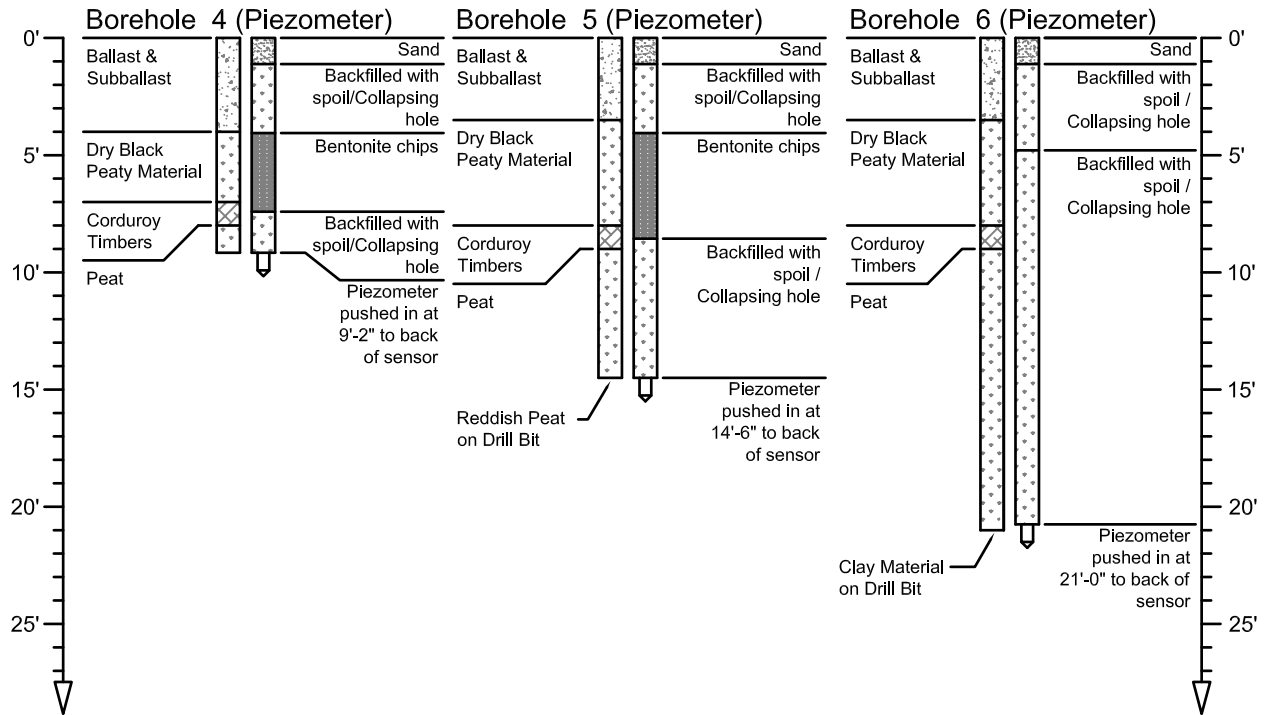 Borehole 4 (Piezometer)
Ballast &
Subballast
Dry Black
Peaty Material
Corduroy
Timbers
Peat
Sand
Backfilled with
spoil/Collapsing
hole
Bentonite chips
Backfilled with
spoil/Collapsing
hole
Piezometer
pushed in at
9'-2" to back
of sensor
Borehole 5 (Piezometer)
Ballast &
Subballast
Dry Black
Peaty Material
Corduroy
Timbers
Peat
Reddish Peat
on Drill Bit
Sand
Backfilled with
spoil/Collapsing
hole
Bentonite chips
Backfilled with
spoil /
Collapsing hole
Piezometer
pushed in at
14'-6" to back
of sensor
Borehole 6 (Piezometer)
Ballast &
Subballast
Dry Black
Peaty Material
Corduroy
Timbers
Peat
Clay Material
on Drill Bit
Sand
Backfilled with
spoil /
Collapsing hole
Backfilled with
spoil /
Collapsing hole
Piezometer
pushed in at
21'-0" to back of
sensor
0'
5'
10'
15'
20'
25'
0'
5'
10'
15'
20'
25'